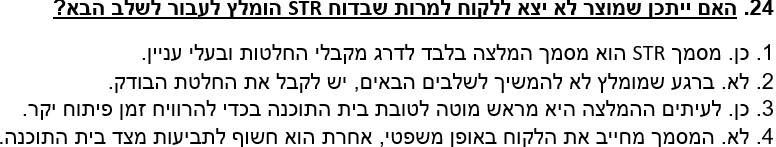 24. האם ייתכן שמוצר לא יצא ללקוח למרות שבדוח STR הומלץ לעבור לשלב הבא?
1. כן. מסמך STR הוא מסמך המלצה בלבד לדרג מקבלי החלטות ובעלי עניין.
2. לא. ברגע שמומלץ לא להמשיך לשלבים הבאים, יש לקבל את החלטת הבודק.
3. כן. לעיתים ההמלצה היא מראש מוטה לטובת בית התוכנה בכדי להרוויח זמן פיתוח יקר.
4. לא. המסמך מחייב את הלקוח באופן משפטי, אחרת הוא חשוף לתביעות מצד בית התוכנה.